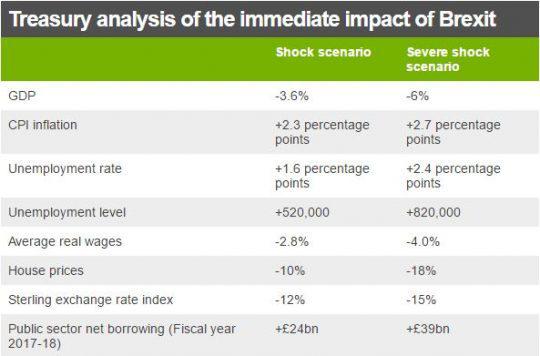 Treasury analysis of the immediate impact of Brexit
Shock scenario Severe shock
scenario
GDP -3.6% -6%
CPI inflation +2.3 percentage +2.7 percentage
points points
Unemployment rate +1.6 percentage +2.4 percentage
points points
Unemployment level +520,000 +820,000
Average real wages -2.8% -4.0%
House prices -10% -18%
Sterling exchange rate index -12% -15%
Public sector net borrowing (Fiscal year +£24bn +£39bn
2017-18)